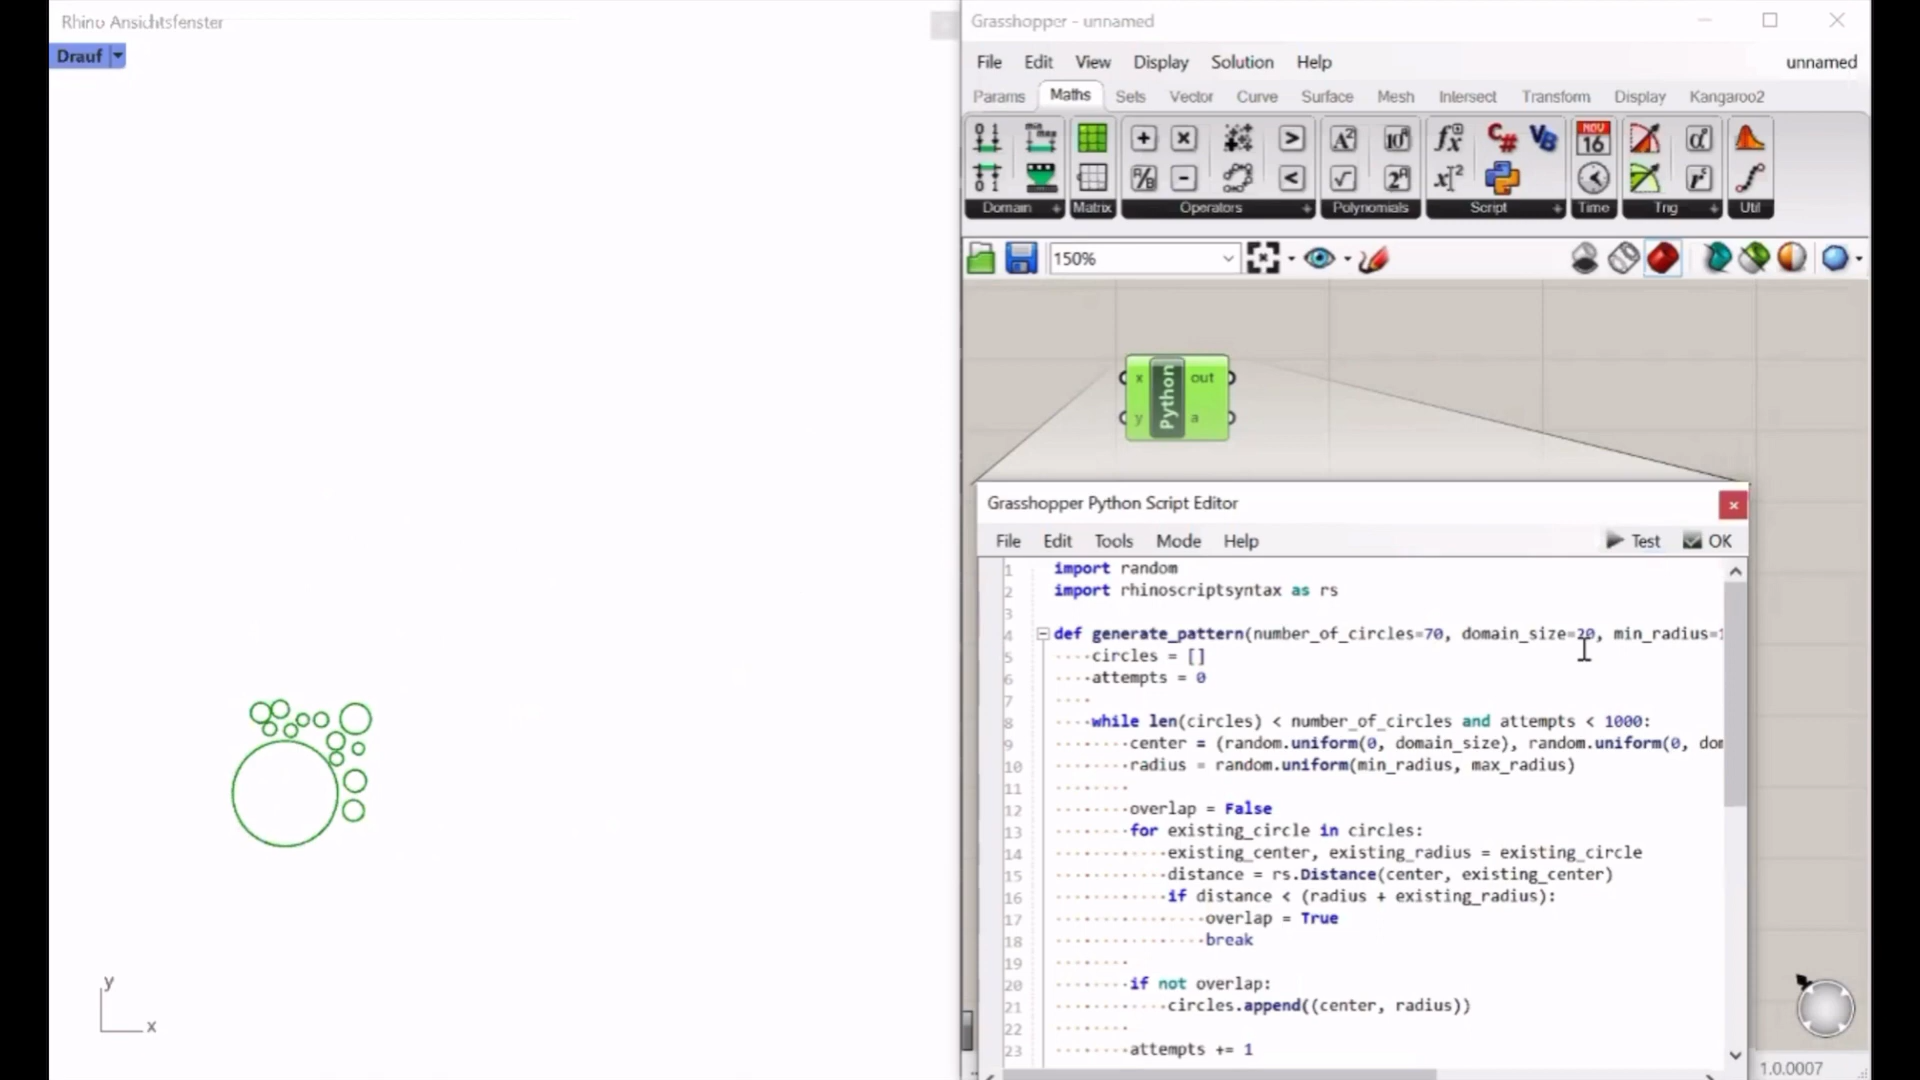 Rhino Ansichtsfenster
Drauf
y
x
Grasshopper - unnamed
File Edit View Display Solution Help unnamed
Params Maths Sets Vector Curve Surface Mesh Intersect Transform Display Kangaroo2
Domain Matrix Operators Polynomials Script Time Trig Util
150%
x Python out
y a
Grasshopper Python Script Editor
File Edit Tools Mode Help Test OK
1 import random
2 import rhinoscriptsyntax as rs
3
4 def generate_pattern(number_of_circles=70, domain_size=20, min_radius=1
5 circles = []
6 attempts = 0
7
8 while len(circles) < number_of_circles and attempts < 1000:
9 center = (random.uniform(0, domain_size), random.uniform(0, dom
10 radius = random.uniform(min_radius, max_radius)
11
12 overlap = False
13 for existing_circle in circles:
14 existing_center, existing_radius = existing_circle
15 distance = rs.Distance(center, existing_center)
16 if distance < (radius + existing_radius):
17 overlap = True
18 break
19
20 if not overlap:
21 circles.append((center, radius))
22
23 attempts += 1
1.0.0007